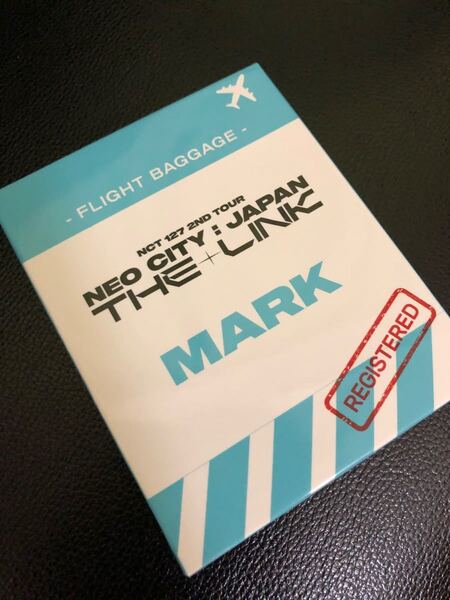 - FLIGHT BAGGAGE -
NCT 127 2ND TOUR
NEO CITY : JAPAN
THE LINK
MARK
REGISTERED